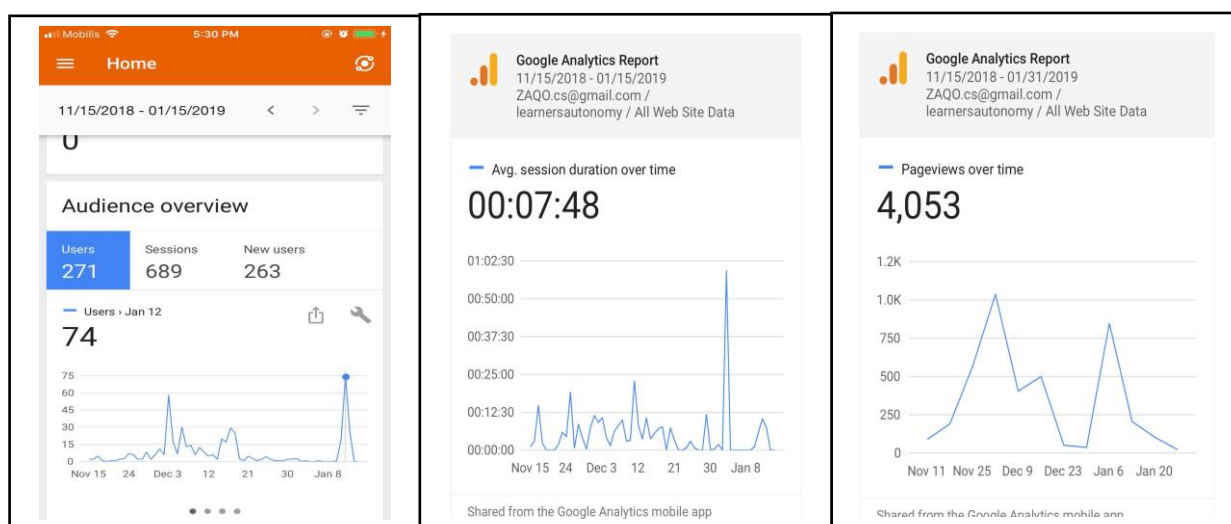 Mobilis 5:30 PM
Home
11/15/2018 - 01/15/2019 < >
0
Audience overview
Users Sessions New users
271 689 263
Users › Jan 12
74
75
60
45
30
15
0
Nov 15 24 Dec 3 12 21 30 Jan 8
Google Analytics Report
11/15/2018 - 01/15/2019
ZAQO.cs@gmail.com /
learnersautonomy / All Web Site Data
Avg. session duration over time
00:07:48
01:02:30
00:50:00
00:37:30
00:25:00
00:12:30
00:00:00
Nov 15 24 Dec 3 12 21 30 Jan 8
Shared from the Google Analytics mobile app
Google Analytics Report
11/15/2018 - 01/31/2019
ZAQO.cs@gmail.com /
learnersautonomy / All Web Site Data
Pageviews over time
4,053
1.2K
1.0K
750
500
250
0
Nov 11 Nov 25 Dec 9 Dec 23 Jan 6 Jan 20
Shared from the Google Analytics mobile app